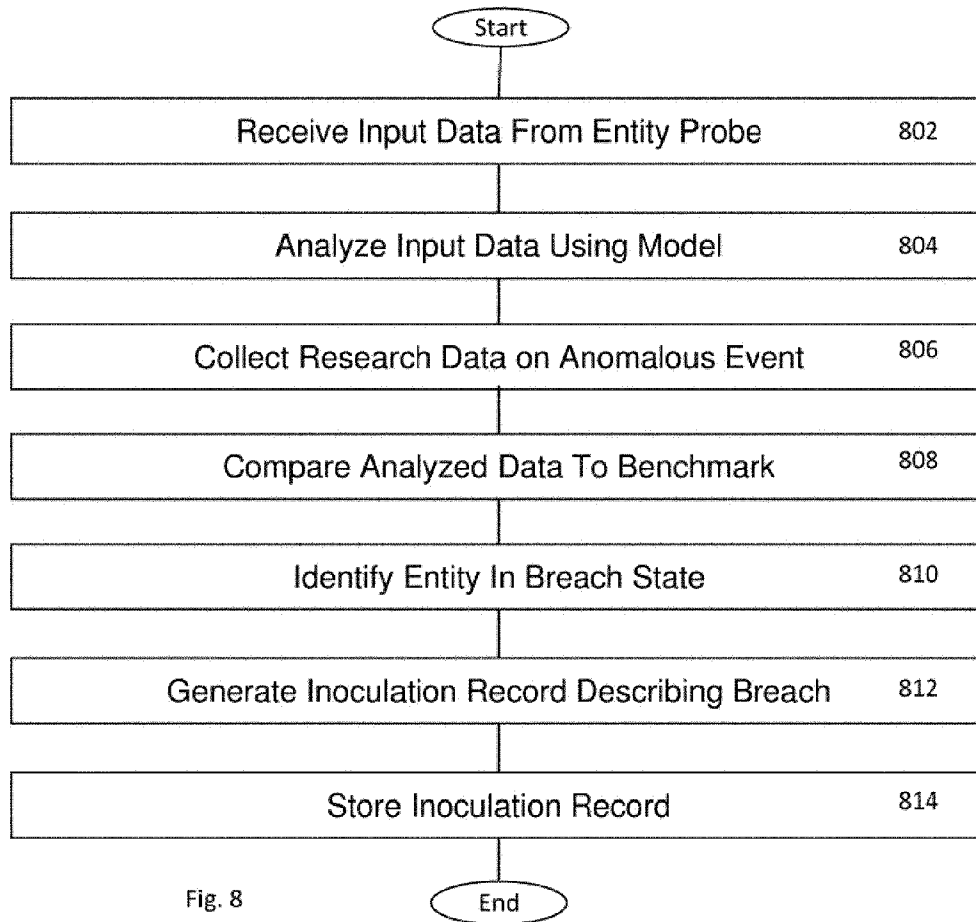 Start
Receive Input Data From Entity Probe 802
Analyze Input Data Using Model 804
Collect Research Data on Anomalous Event 806
Compare Analyzed Data To Benchmark 808
Identify Entity In Breach State 810
Generate Inoculation Record Describing Breach 812
Store Inoculation Record 814
Fig. 8
End